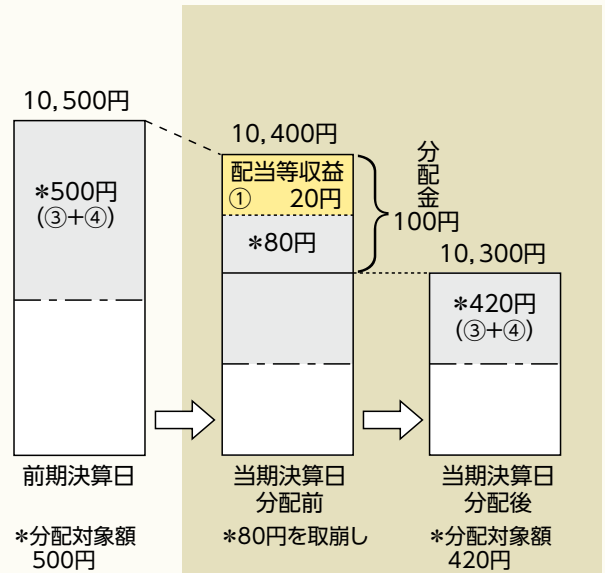 10,500円
*500円
(③+④)
前期決算日
*分配対象額
500円
10,400円
配当等収益
① 20円
*80円
分配金
100円
当期決算日
分配前
*80円を取崩し
10,300円
*420円
(③+④)
当期決算日
分配後
*分配対象額
420円